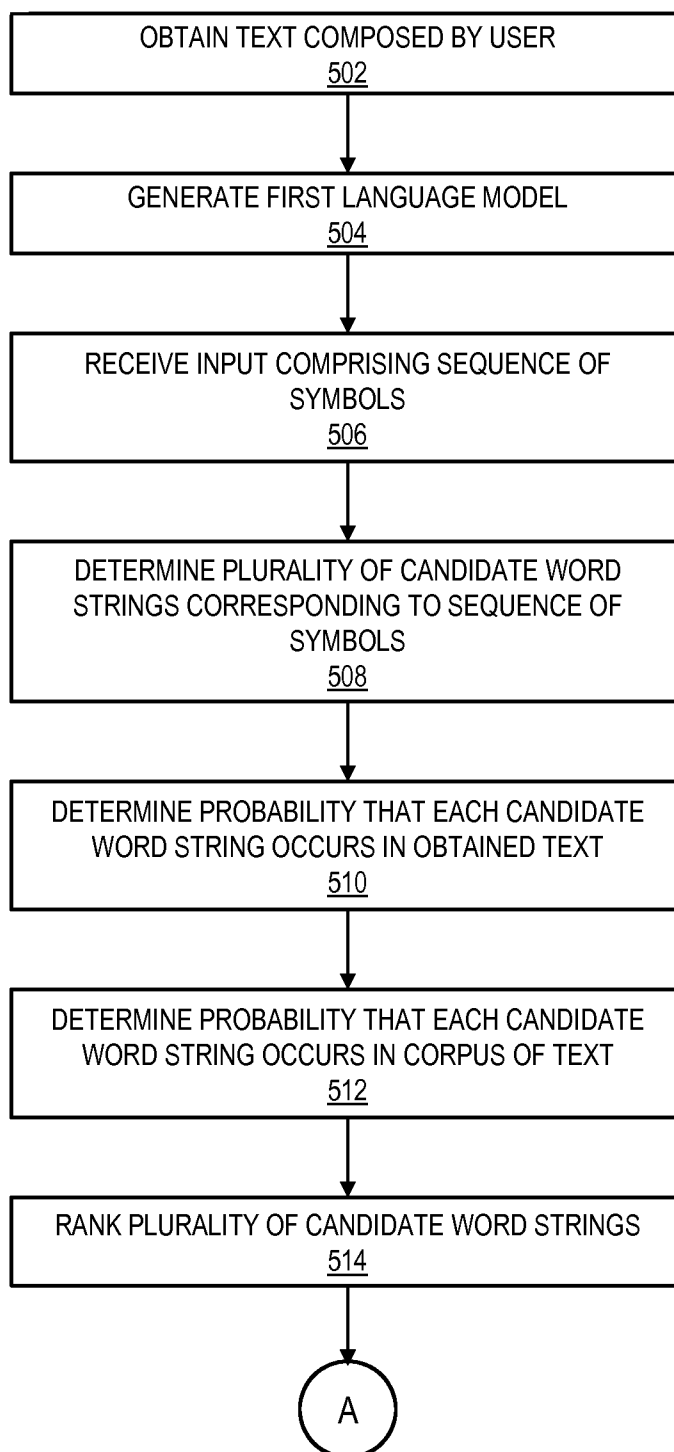 OBTAIN TEXT COMPOSED BY USER
502
GENERATE FIRST LANGUAGE MODEL
504
RECEIVE INPUT COMPRISING SEQUENCE OF
SYMBOLS
506
DETERMINE PLURALITY OF CANDIDATE WORD
STRINGS CORRESPONDING TO SEQUENCE OF
SYMBOLS
508
DETERMINE PROBABILITY THAT EACH CANDIDATE
WORD STRING OCCURS IN OBTAINED TEXT
510
DETERMINE PROBABILITY THAT EACH CANDIDATE
WORD STRING OCCURS IN CORPUS OF TEXT
512
RANK PLURALITY OF CANDIDATE WORD STRINGS
514
A